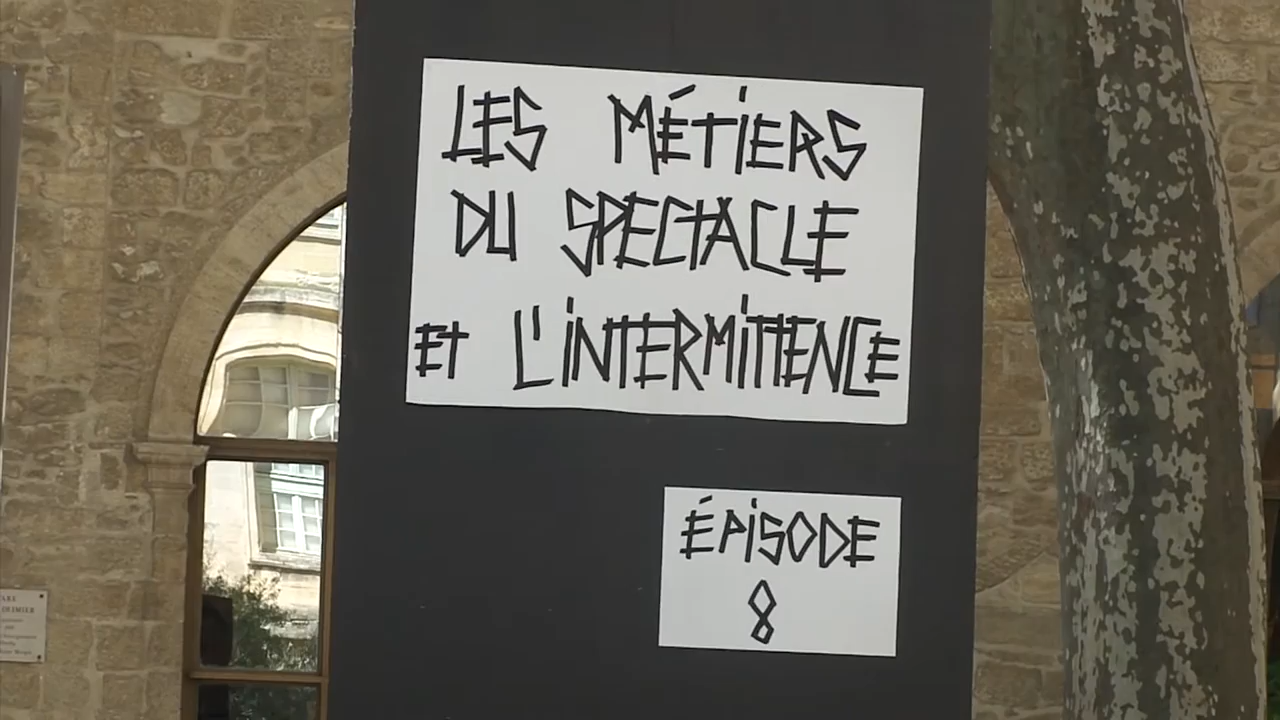 LES MÉTIERS
DU SPECTACLE
ET L'INTERMITTENCE
ÉPISODE
8